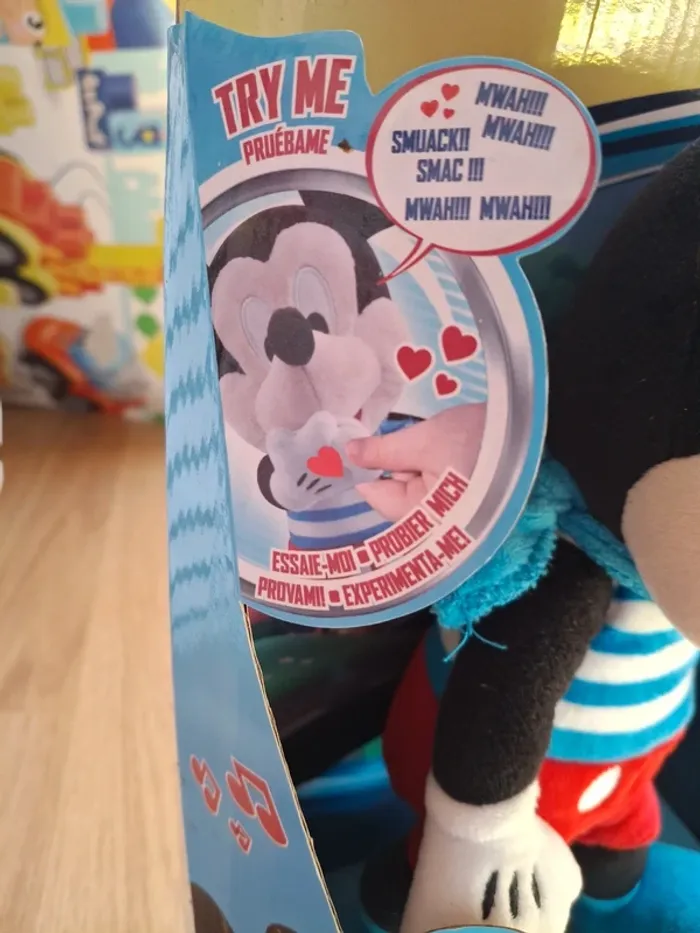 TRY ME
PRUÉBAME
MWAH!!!
SMUACK!! MWAH!!!
SMAC !!!
MWAH!!! MWAH!!!
ESSAIE-MOI ▪ PROBIER MICH
PROVAMI! ▪ EXPERIMENTA-ME!